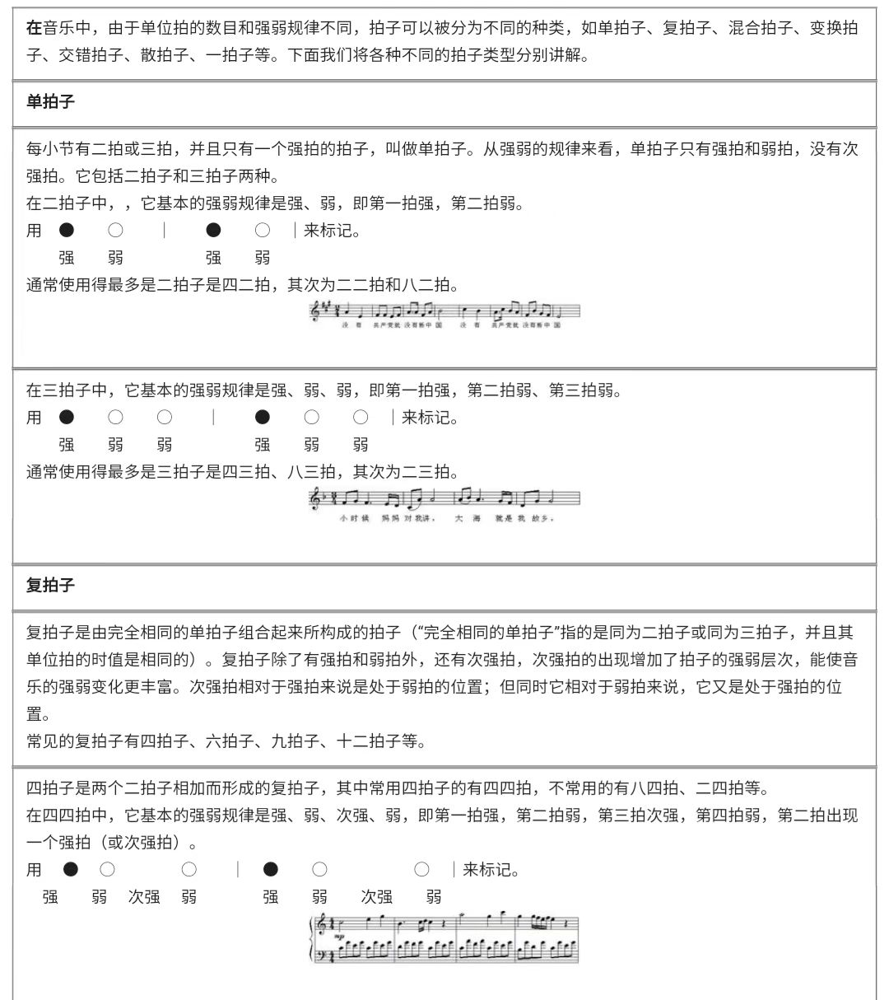 在音乐中，由于单位拍的数目和强弱规律不同，拍子可以被分为不同的种类，如单拍子、复拍子、混合拍子、变换拍
子、交错拍子、散拍子、一拍子等。下面我们将各种不同的拍子类型分别讲解。
单拍子
每小节有二拍或三拍，并且只有一个强拍的拍子，叫做单拍子。从强弱的规律来看，单拍子只有强拍和弱拍，没有次
强拍。它包括二拍子和三拍子两种。
在二拍子中，，它基本的强弱规律是强、弱，即第一拍强，第二拍弱。
用 ● ○ ｜ ● ○ ｜来标记。
强 弱 强 弱
通常使用得最多是二拍子是四二拍，其次为二二拍和八二拍。
没 有 共产党就 没有新中 国 没 有 共产党就 没有新中 国
在三拍子中，它基本的强弱规律是强、弱、弱，即第一拍强，第二拍弱、第三拍弱。
用 ● ○ ○ ｜ ● ○ ○ ｜来标记。
强 弱 弱 强 弱 弱
通常使用得最多是三拍子是四三拍、八三拍，其次为二三拍。
小时候 妈妈 对我讲， 大 海 就是 我 故乡，
复拍子
复拍子是由完全相同的单拍子组合起来所构成的拍子（“完全相同的单拍子”指的是同为二拍子或同为三拍子，并且其
单位拍的时值是相同的）。复拍子除了有强拍和弱拍外，还有次强拍，次强拍的出现增加了拍子的强弱层次，能使音
乐的强弱变化更丰富。次强拍相对于强拍来说是处于弱拍的位置；但同时它相对于弱拍来说，它又是处于强拍的位
置。
常见的复拍子有四拍子、六拍子、九拍子、十二拍子等。
四拍子是两个二拍子相加而形成的复拍子，其中常用四拍子的有四四拍，不常用的有八四拍、二四拍等。
在四四拍中，它基本的强弱规律是强、弱、次强、弱，即第一拍强，第二拍弱，第三拍次强，第四拍弱，第二拍出现
一个强拍（或次强拍）。
用 ● ○ ○ ｜ ● ○ ○ ｜来标记。
强 弱 次强 弱 强 弱 次强 弱
mp